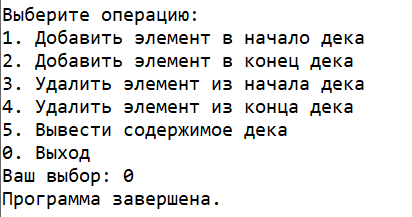 Выберите операцию:
1. Добавить элемент в начало дека
2. Добавить элемент в конец дека
3. Удалить элемент из начала дека
4. Удалить элемент из конца дека
5. Вывести содержимое дека
0. Выход
Ваш выбор: 0
Программа завершена.